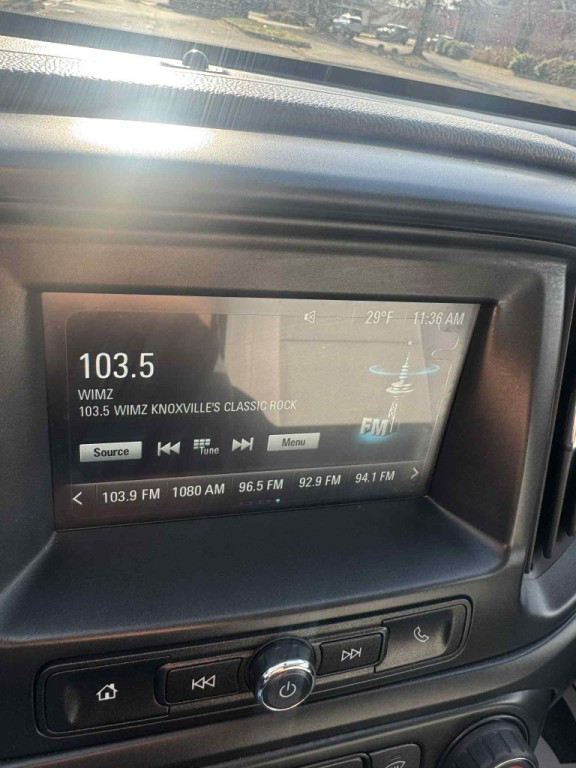 29°F 11:36 AM
103.5
WIMZ
103.5 WIMZ KNOXVILLE'S CLASSIC ROCK
FM
Source Tune Menu
103.9 FM 1080 AM 96.5 FM 92.9 FM 94.1 FM